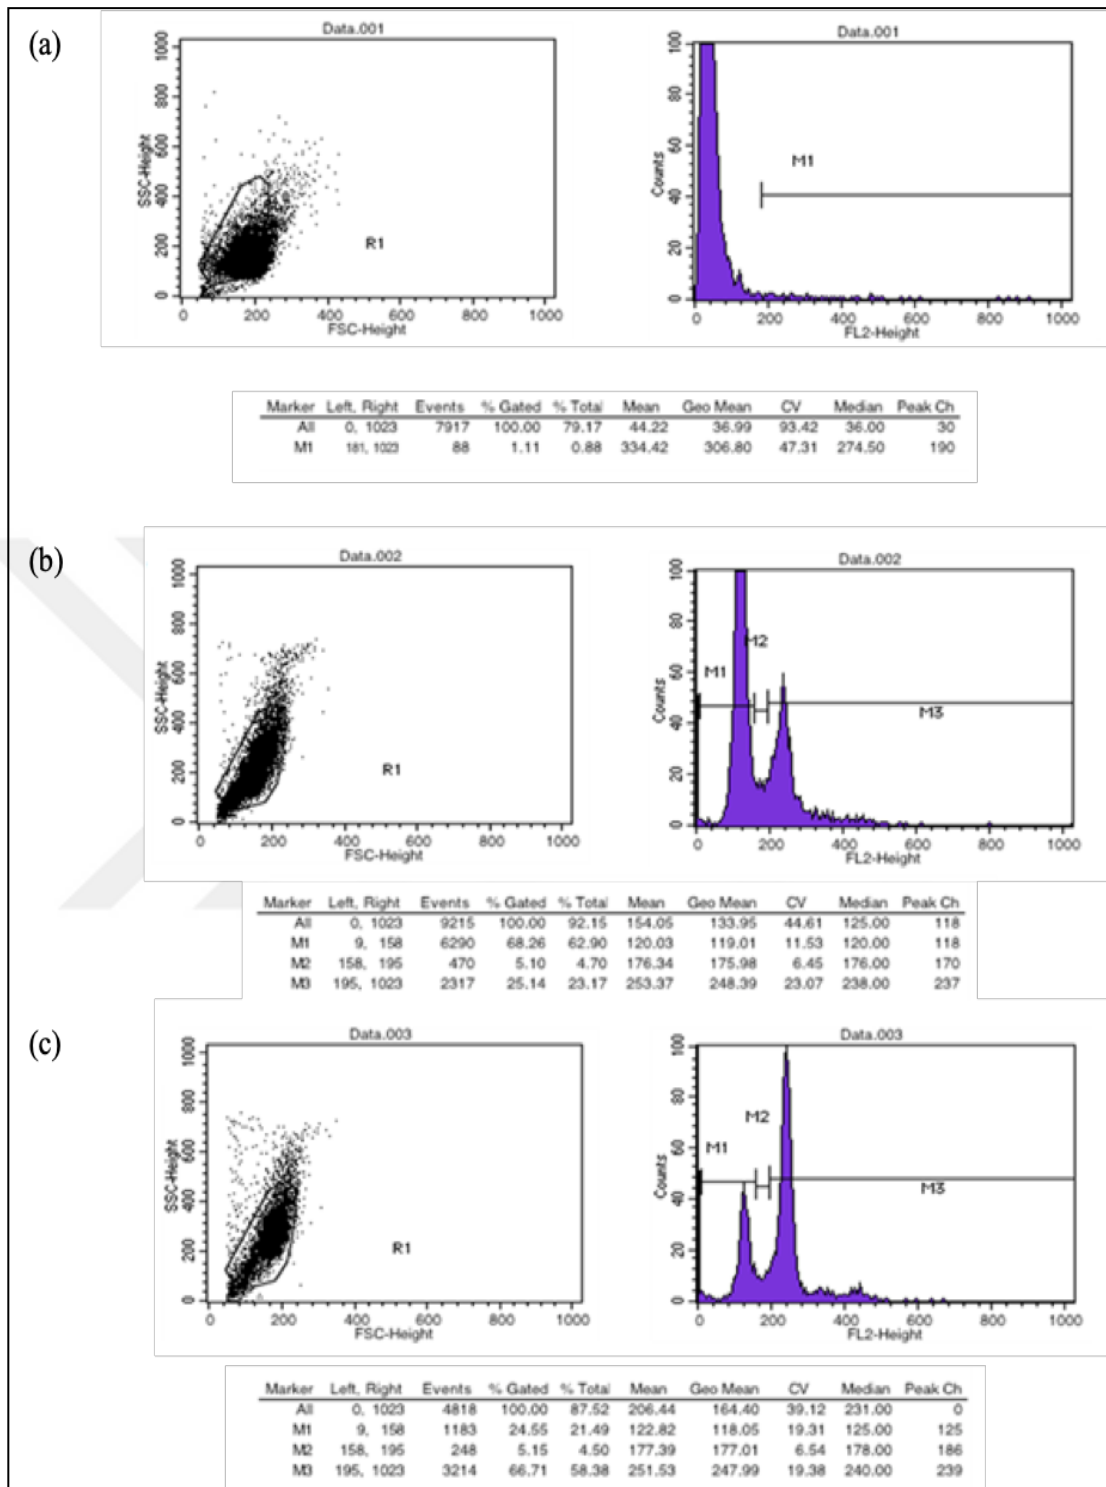 (a)
Data.001
1000
800
600
400
200
0
SSC-Height
R1
0 200 400 600 800 1000
FSC-Height
Data.001
100
80
60
40
20
0
Counts
M1
0 200 400 600 800 1000
FL2-Height
Marker Left, Right Events % Gated % Total Mean Geo Mean CV Median Peak Ch
All 0, 1023 7917 100.00 79.17 44.22 36.99 93.42 36.00 30
M1 181, 1023 88 1.11 0.88 334.42 306.80 47.31 274.50 190
(b)
Data.002
1000
800
600
400
200
0
SSC-Height
R1
0 200 400 600 800 1000
FSC-Height
Data.002
100
80
60
40
20
0
Counts
M2
M1
M3
0 200 400 600 800 1000
FL2-Height
Marker Left, Right Events % Gated % Total Mean Geo Mean CV Median Peak Ch
All 0, 1023 9215 100.00 92.15 154.05 133.95 44.61 125.00 118
M1 9, 158 6290 68.26 62.90 120.03 119.01 11.53 120.00 118
M2 158, 195 470 5.10 4.70 176.34 175.98 6.45 176.00 170
M3 195, 1023 2317 25.14 23.17 253.37 248.39 23.07 238.00 237
(c)
Data.003
1000
800
600
400
200
0
SSC-Height
R1
0 200 400 600 800 1000
FSC-Height
Data.003
100
80
60
40
20
0
Counts
M2
M1
M3
0 200 400 600 800 1000
FL2-Height
Marker Left, Right Events % Gated % Total Mean Geo Mean CV Median Peak Ch
All 0, 1023 4818 100.00 87.52 206.44 164.40 39.12 231.00 0
M1 9, 158 1183 24.55 21.49 122.82 118.05 19.31 125.00 125
M2 158, 195 248 5.15 4.50 177.39 177.01 6.54 178.00 186
M3 195, 1023 3214 66.71 58.38 251.53 247.99 19.38 240.00 239